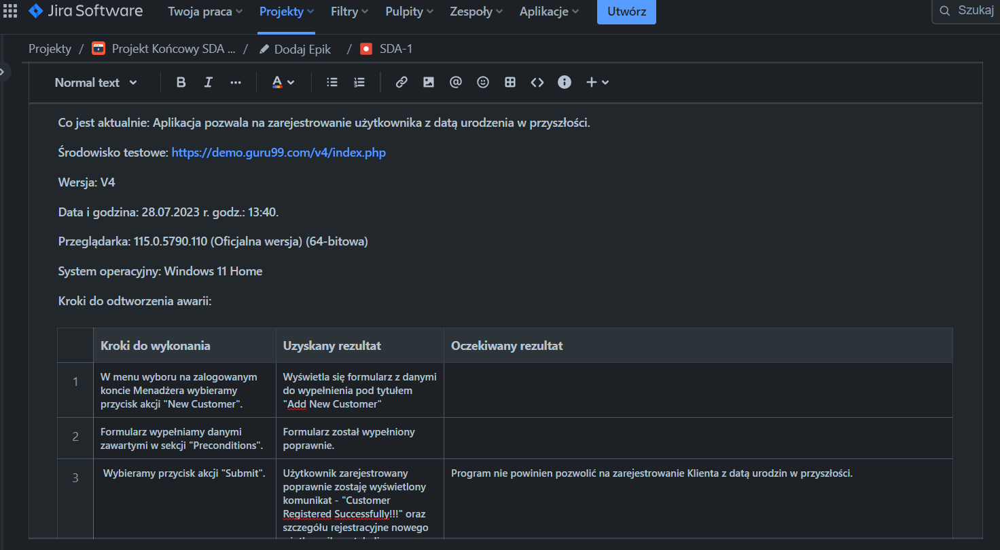 Jira Software Twoja praca Projekty Filtry Pulpity Zespoły Aplikacje Utwórz Szukaj
Projekty / Projekt Końcowy SDA ... / Dodaj Epik / SDA-1
Normal text B I ... A @
Co jest aktualnie: Aplikacja pozwala na zarejestrowanie użytkownika z datą urodzenia w przyszłości.
Środowisko testowe: https://demo.guru99.com/v4/index.php
Wersja: V4
Data i godzina: 28.07.2023 r. godz.: 13:40.
Przeglądarka: 115.0.5790.110 (Oficjalna wersja) (64-bitowa)
System operacyjny: Windows 11 Home
Kroki do odtworzenia awarii:
Kroki do wykonania Uzyskany rezultat Oczekiwany rezultat
1
W menu wyboru na zalogowanym
koncie Menadżera wybieramy
przycisk akcji "New Customer".
Wyświetla się formularz z danymi
do wypełnienia pod tytułem
"Add New Customer"
2
Formularz wypełniamy danymi
zawartymi w sekcji "Preconditions".
Formularz został wypełniony
poprawnie.
3
Wybieramy przycisk akcji "Submit".
Użytkownik zarejestrowany
poprawnie zostaję wyświetlony
komunikat - "Customer
Registered Successfully!!!" oraz
szczegółu rejestracyjne nowego
Program nie powinien pozwolić na zarejestrowanie Klienta z datą urodzin w przyszłości.